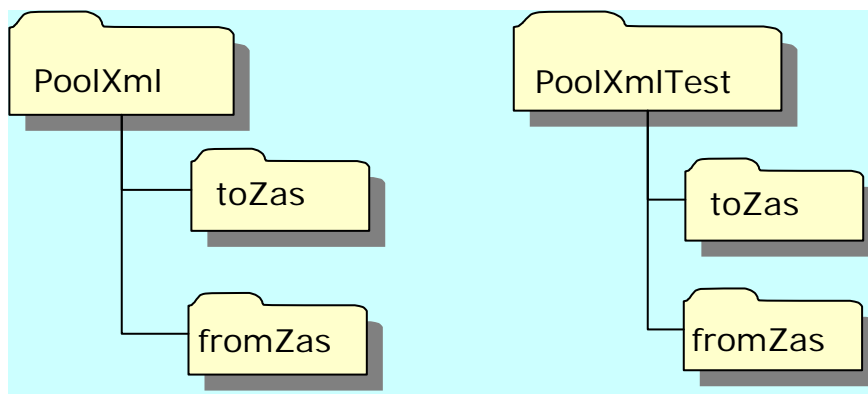 PoolXml
toZas
fromZas
PoolXmlTest
toZas
fromZas